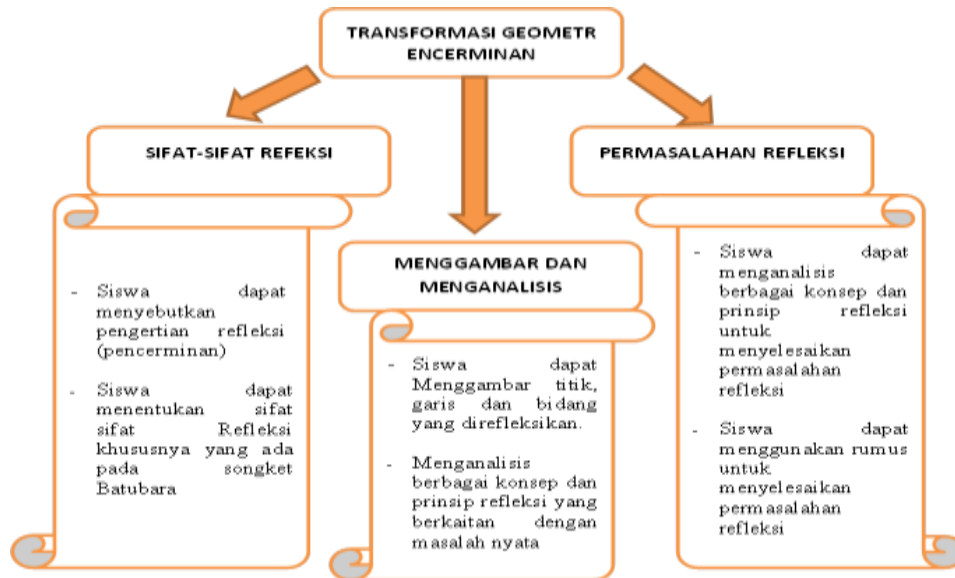 TRANSFORMASI GEOMETR
ENCERMINAN
SIFAT-SIFAT REFEKSI
- Siswa dapat
menyebutkan
pengertian refleksi
(pencerminan)
- Siswa dapat
menentukan sifat
sifat Refleksi
khususnya yang ada
pada songket
Batubara
MENGGAMBAR DAN
MENGANALISIS
- Siswa dapat
Menggambar titik,
garis dan bidang
yang direfleksikan.
- Menganalisis
berbagai konsep dan
prinsip refleksi yang
berkaitan dengan
masalah nyata
PERMASALAHAN REFLEKSI
- Siswa dapat
menganalisis
berbagai konsep dan
prinsip refleksi
untuk
menyelesaikan
permasalahan
refleksi
- Siswa dapat
menggunakan rumus
untuk
menyelesaikan
permasalahan
refleksi